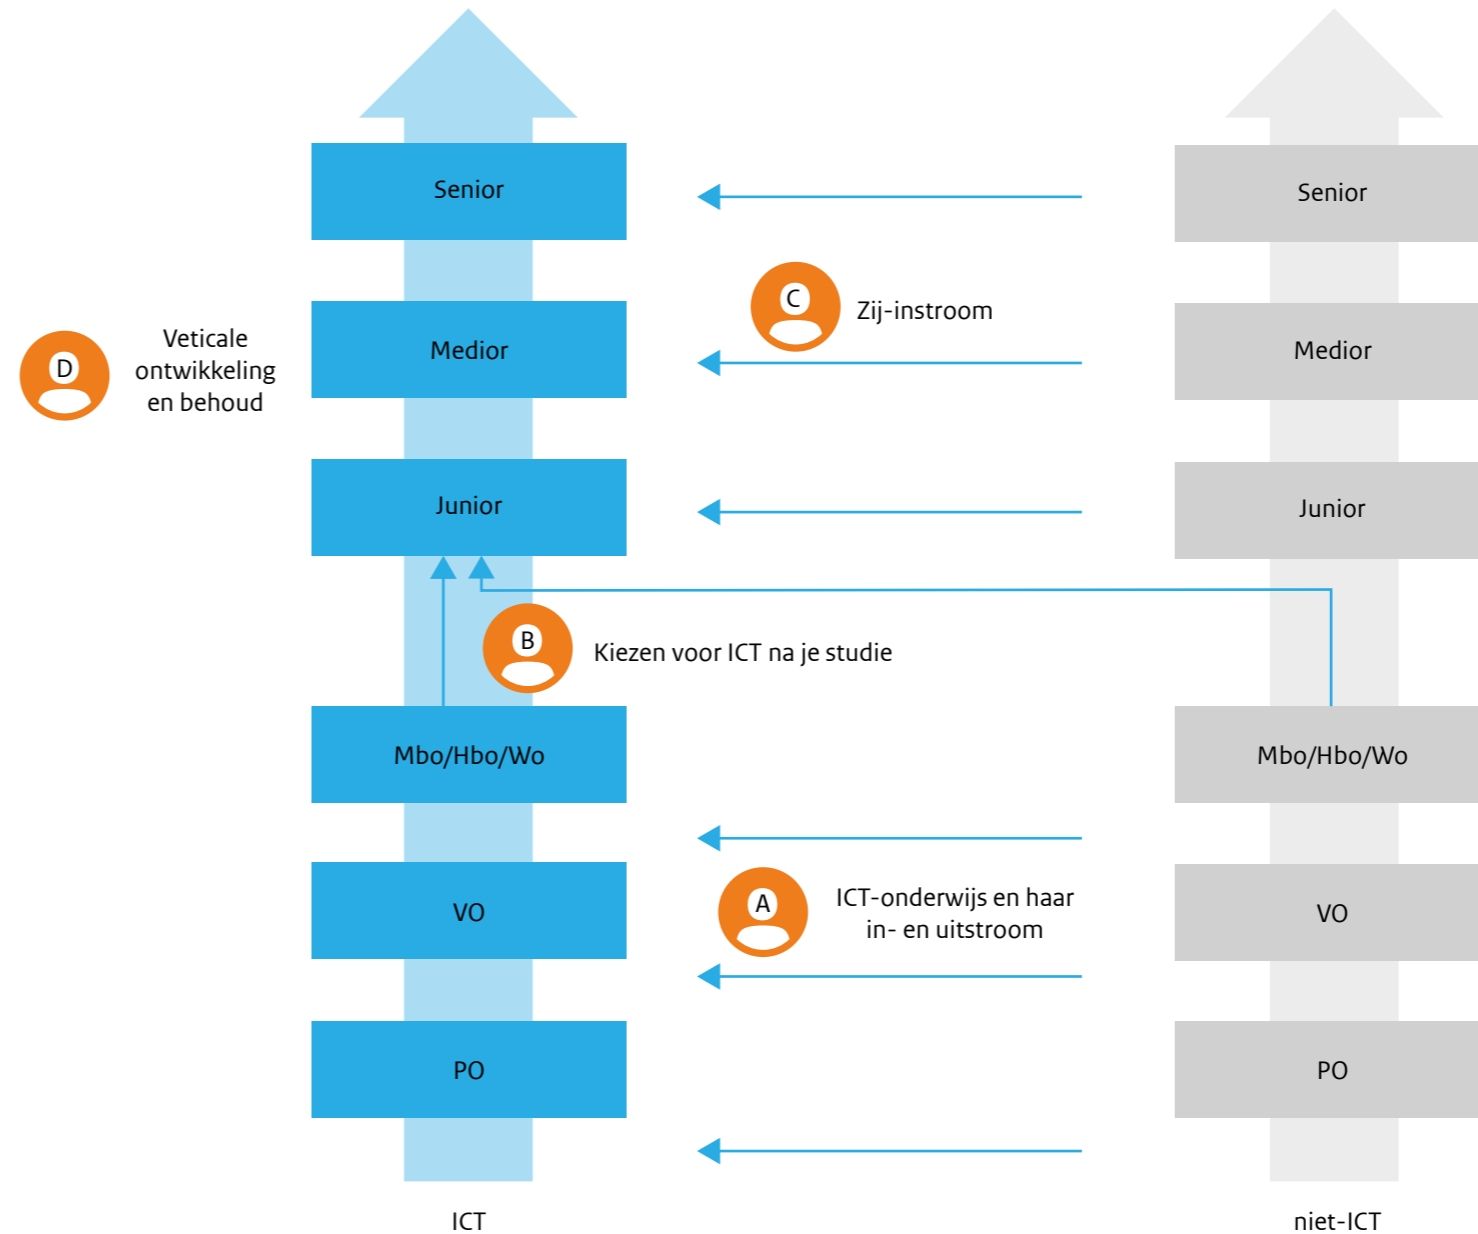 Senior
Senior
C
Zij-instroom
D
Veticale
ontwikkeling
en behoud
Medior
Medior
Junior
Junior
B
Kiezen voor ICT na je studie
Mbo/Hbo/Wo
Mbo/Hbo/Wo
VO
A
ICT-onderwijs en haar
in- en uitstroom
VO
PO
PO
ICT
niet-ICT